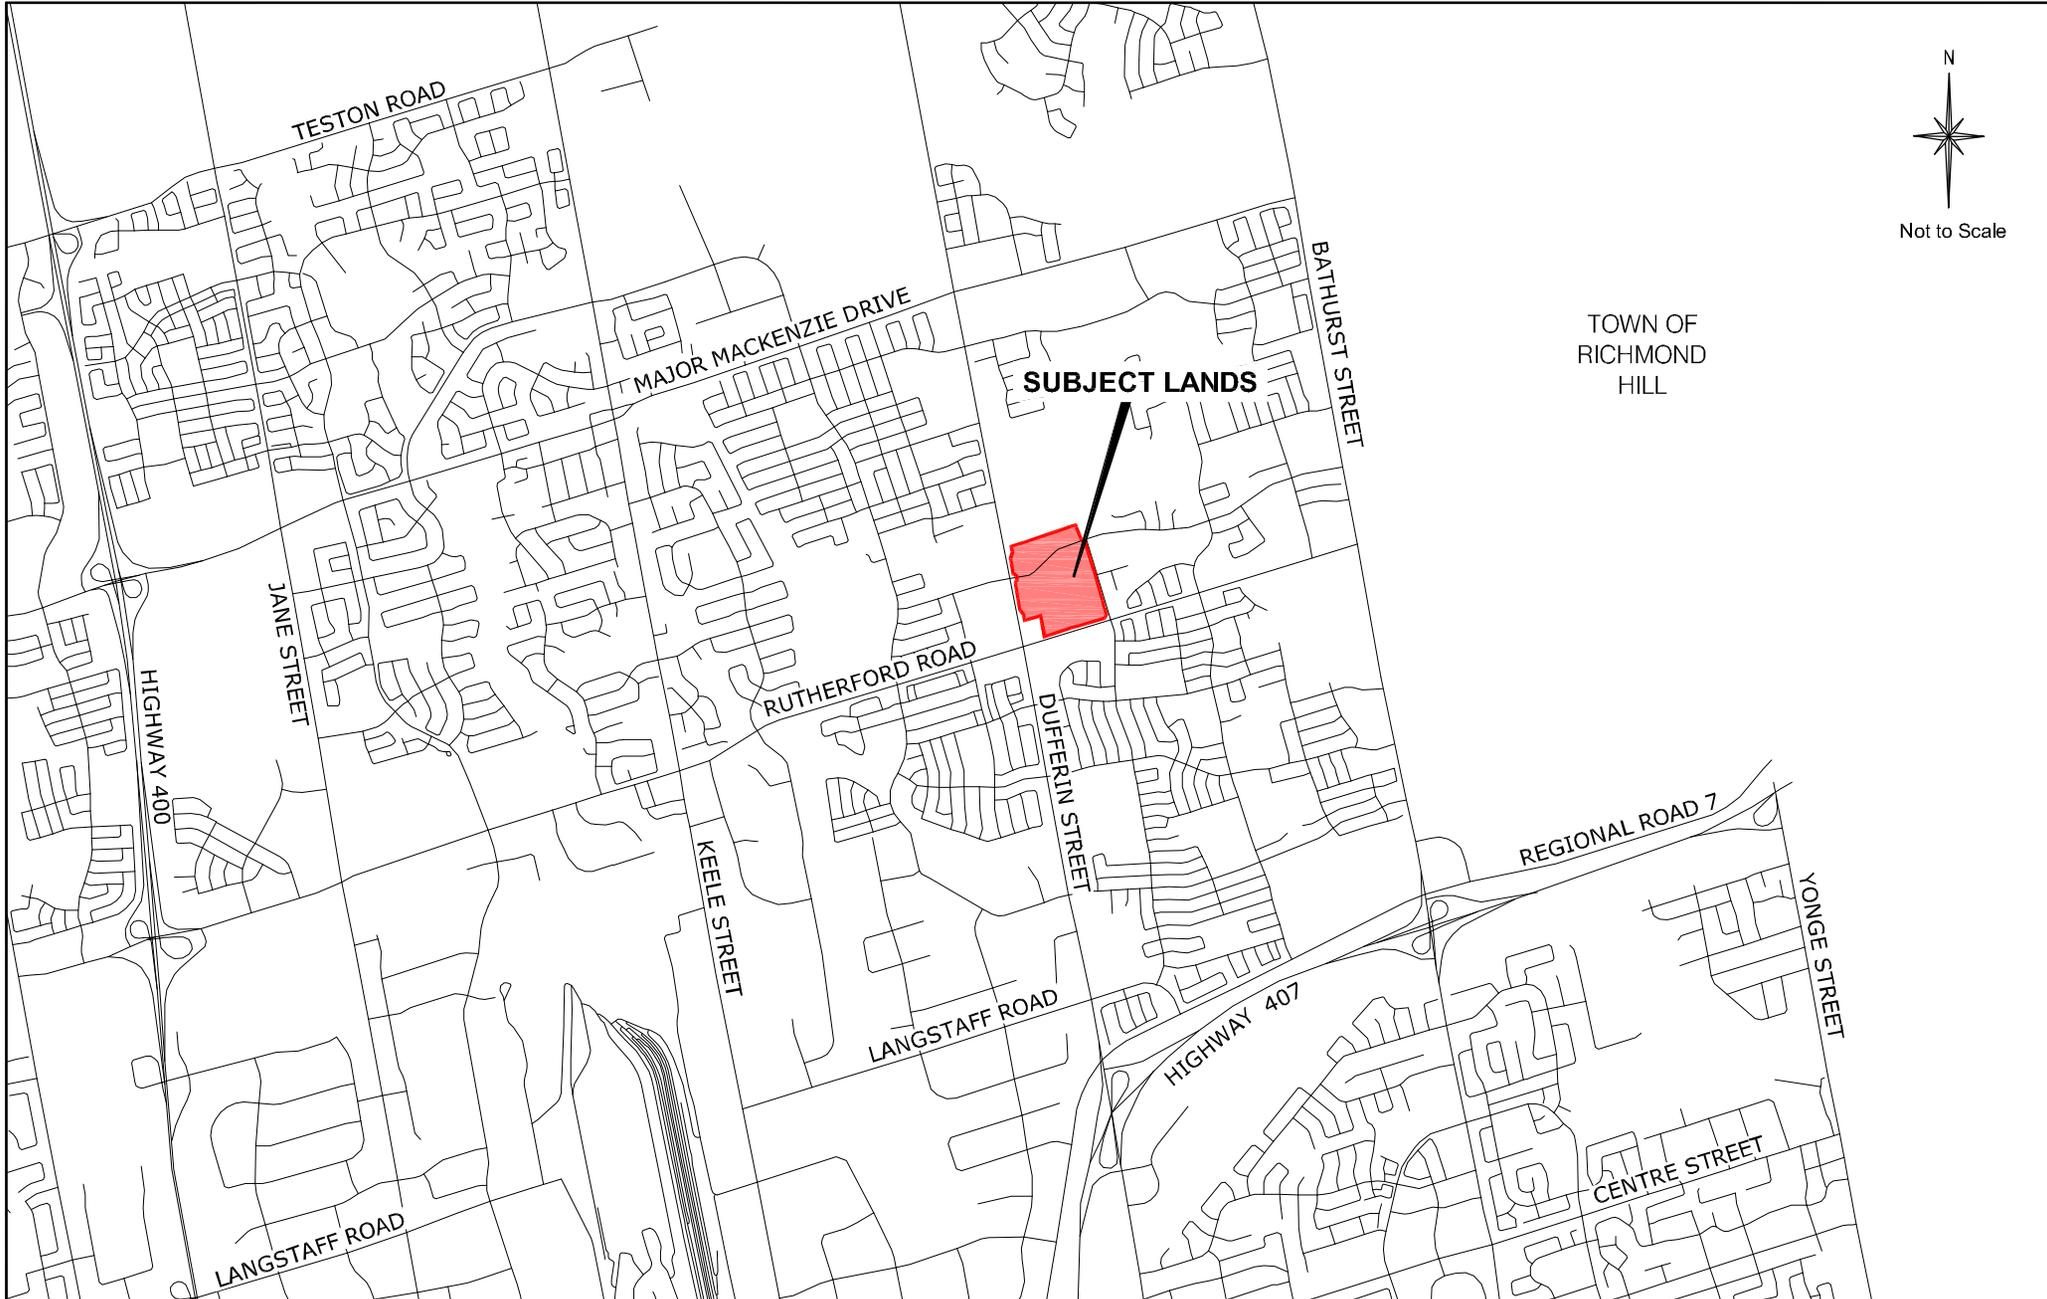 N
Not to Scale
TESTON ROAD
BATHURST STREET
MAJOR MACKENZIE DRIVE
TOWN OF
RICHMOND
HILL
SUBJECT LANDS
JANE STREET
HIGHWAY 400
RUTHERFORD ROAD
DUFFERIN STREET
KEELE STREET
REGIONAL ROAD 7
YONGE STREET
LANGSTAFF ROAD
HIGHWAY 407
CENTRE STREET
LANGSTAFF ROAD